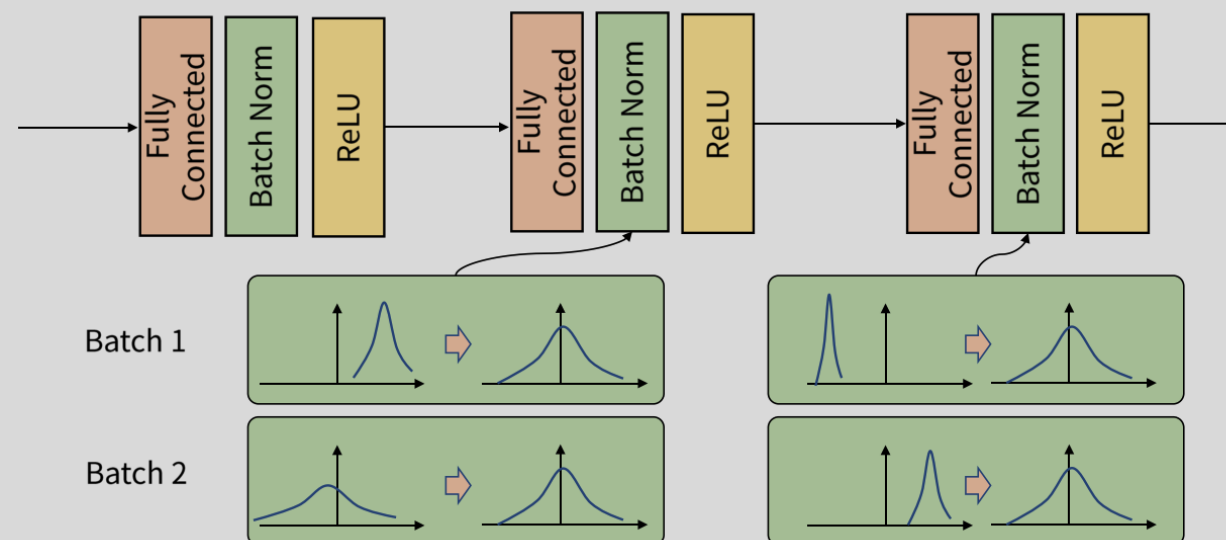 Fully
Connected
Batch Norm
ReLU
Fully
Connected
Batch Norm
ReLU
Fully
Connected
Batch Norm
ReLU
Batch 1
Batch 2